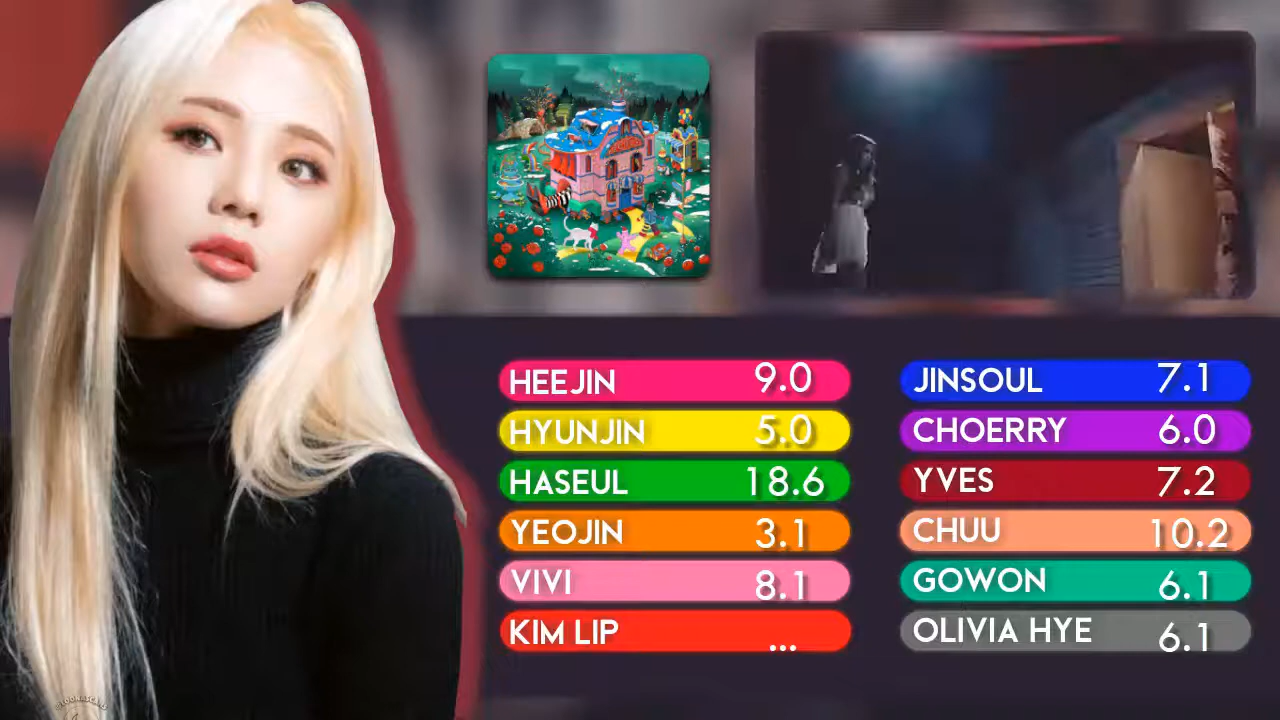 HEEJIN 9.0
HYUNJIN 5.0
HASEUL 18.6
YEOJIN 3.1
VIVI 8.1
KIM LIP ...
JINSOUL 7.1
CHOERRY 6.0
YVES 7.2
CHUU 10.2
GOWON 6.1
OLIVIA HYE 6.1